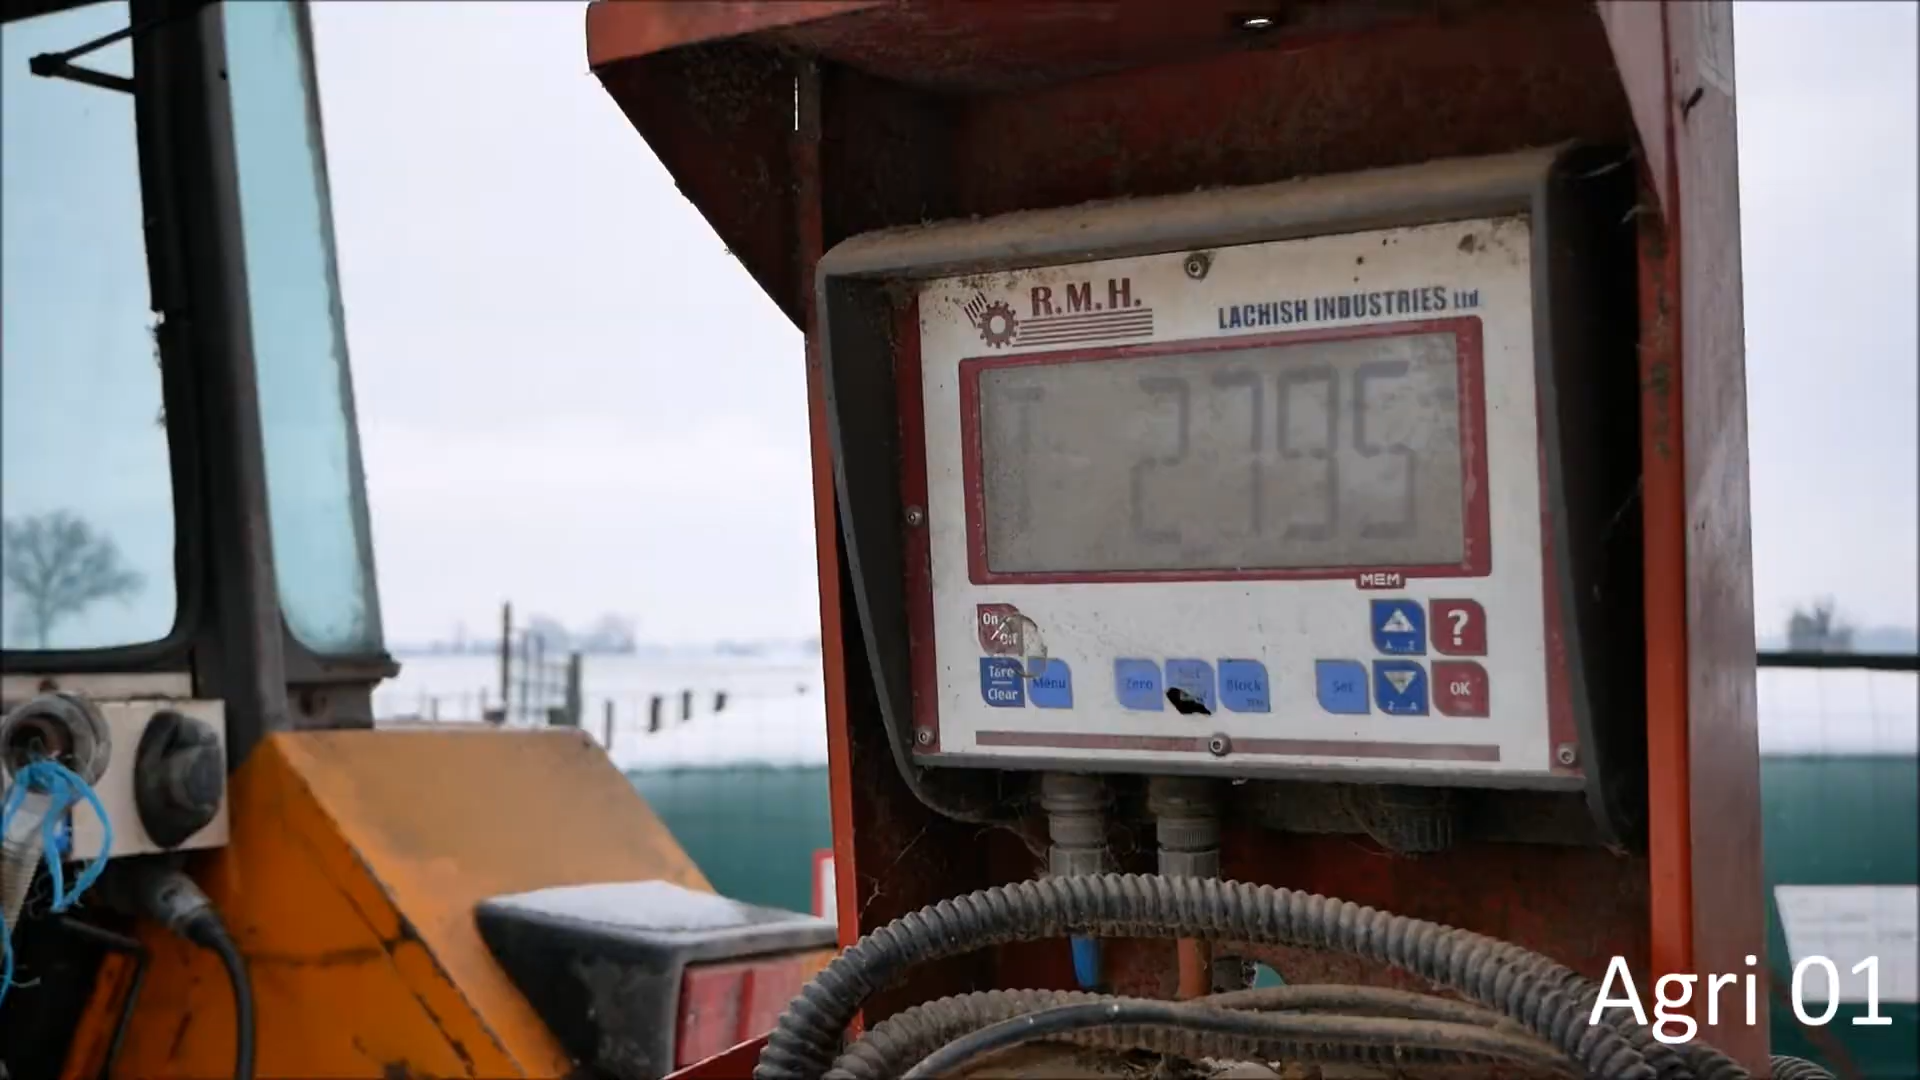 R.M.H.
LACHISH INDUSTRIES Ltd.
2795
MEM
On/Off
A...Z
?
Tare
Clear
Menu
Zero
Block
Set
Z...A
OK
Agri 01